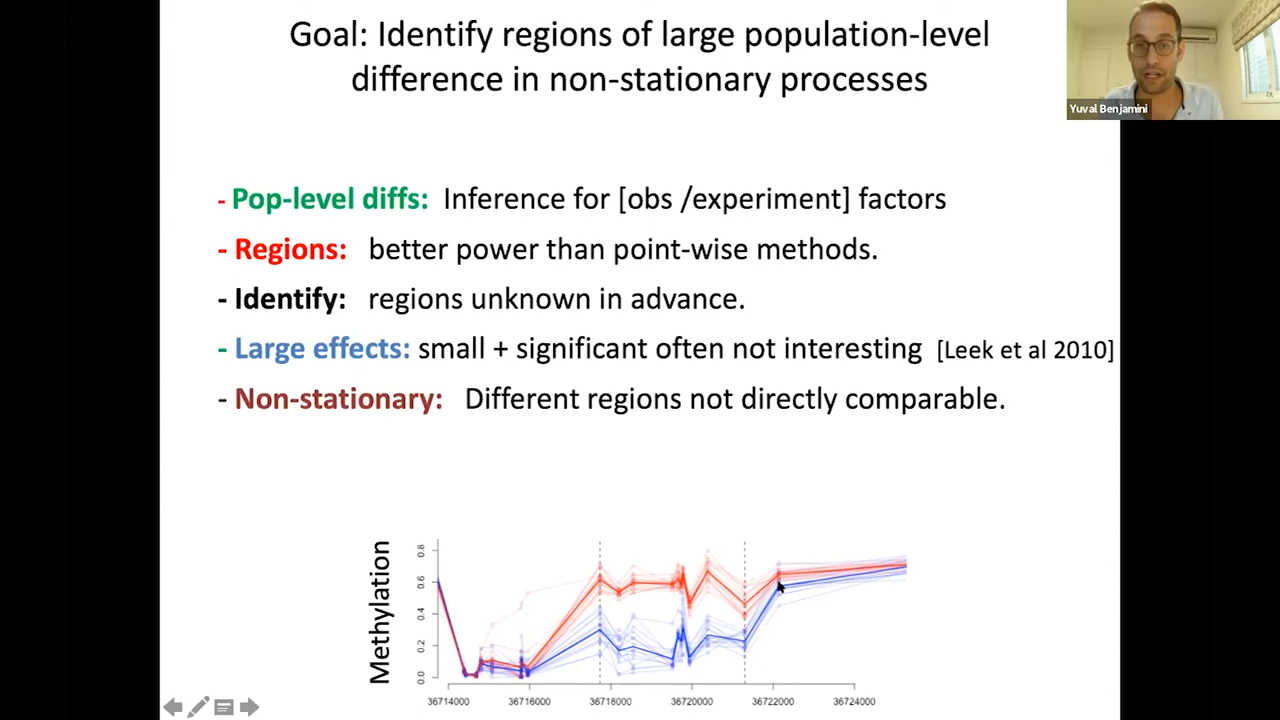 Goal: Identify regions of large population-level
difference in non-stationary processes
Yuval Benjamini
- Pop-level diffs: Inference for [obs /experiment] factors
- Regions: better power than point-wise methods.
- Identify: regions unknown in advance.
- Large effects: small + significant often not interesting [Leek et al 2010]
- Non-stationary: Different regions not directly comparable.
Methylation
0.8
0.6
0.4
0.2
0.0
36714000 36716000 36718000 36720000 36722000 36724000